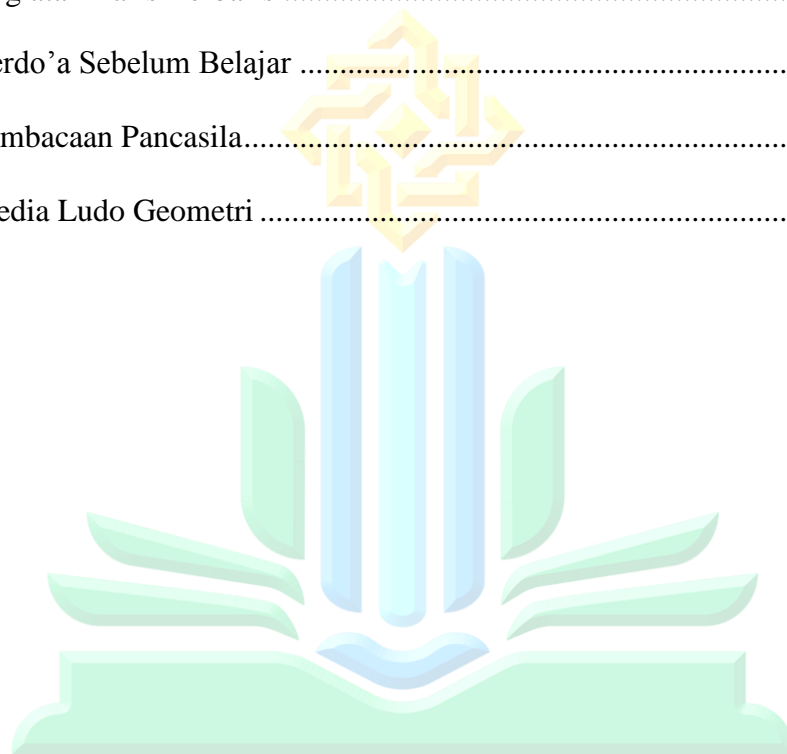 erdo’a Sebelum Belajar ............................................................
mbacaan Pancasila...................................................................
edia Ludo Geometri .................................................................